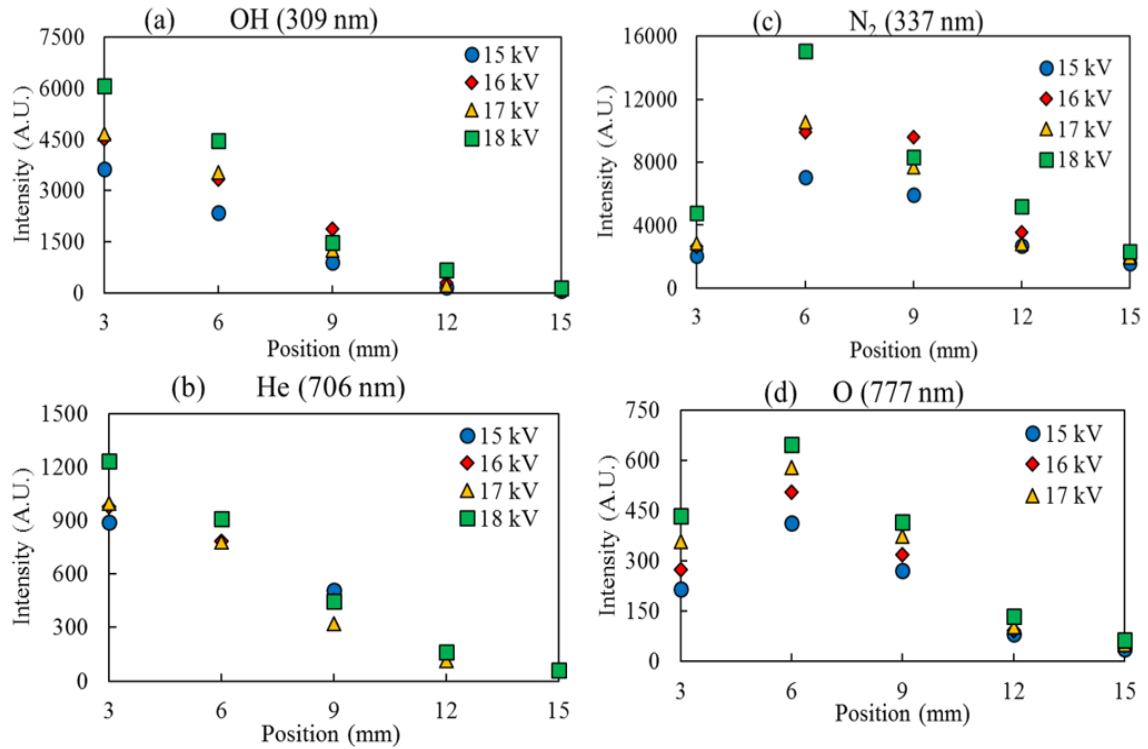 (a) OH (309 nm)
7500
6000
4500
3000
1500
0
Intensity (A.U.)
15 kV
16 kV
17 kV
18 kV
3 6 9 12 15
Position (mm)
(c) N₂ (337 nm)
16000
12000
8000
4000
0
Intensity (A.U.)
15 kV
16 kV
17 kV
18 kV
3 6 9 12 15
Position (mm)
(b) He (706 nm)
1500
1200
900
600
300
0
Intensity (A.U.)
15 kV
16 kV
17 kV
18 kV
3 6 9 12 15
Position (mm)
(d) O (777 nm)
750
600
450
300
150
0
Intensity (A.U.)
15 kV
16 kV
17 kV
3 6 9 12 15
Position (mm)